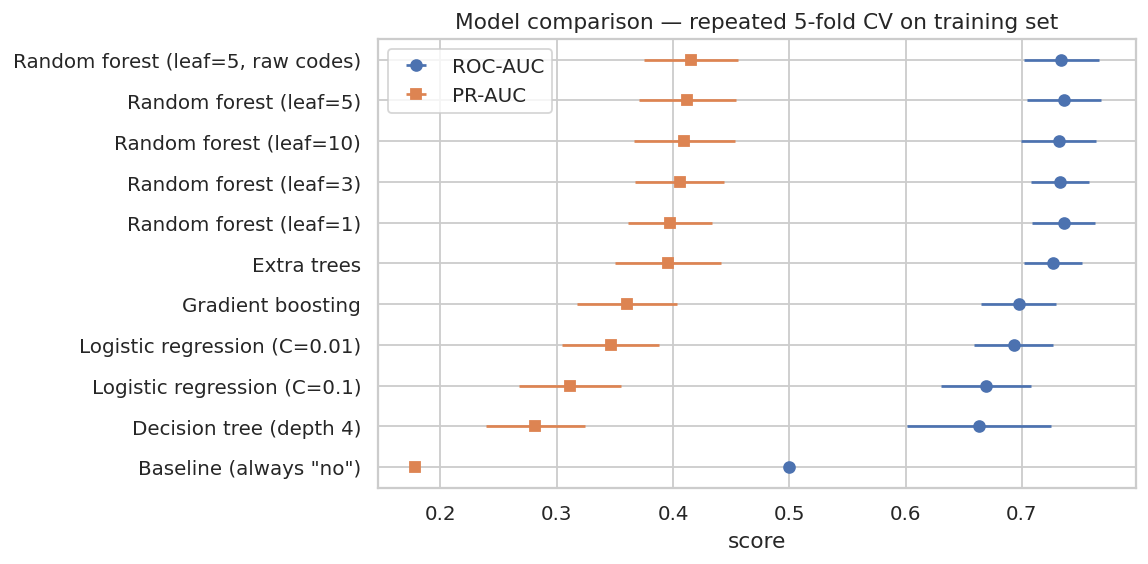 Model comparison — repeated 5-fold CV on training set
Random forest (leaf=5, raw codes)
Random forest (leaf=5)
Random forest (leaf=10)
Random forest (leaf=3)
Random forest (leaf=1)
Extra trees
Gradient boosting
Logistic regression (C=0.01)
Logistic regression (C=0.1)
Decision tree (depth 4)
Baseline (always "no")
ROC-AUC
PR-AUC
0.2 0.3 0.4 0.5 0.6 0.7
score